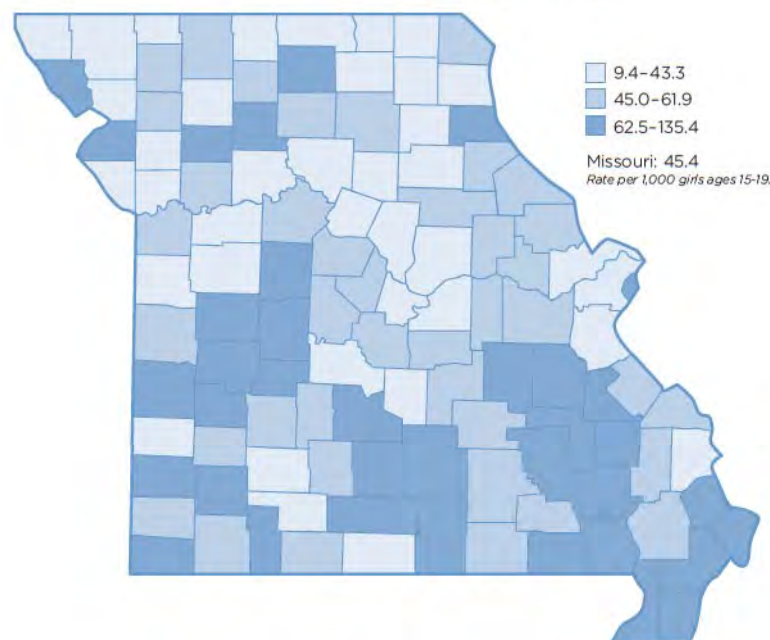 9.4–43.3
45.0–61.9
62.5–135.4
Missouri: 45.4
Rate per 1,000 girls ages 15-19.